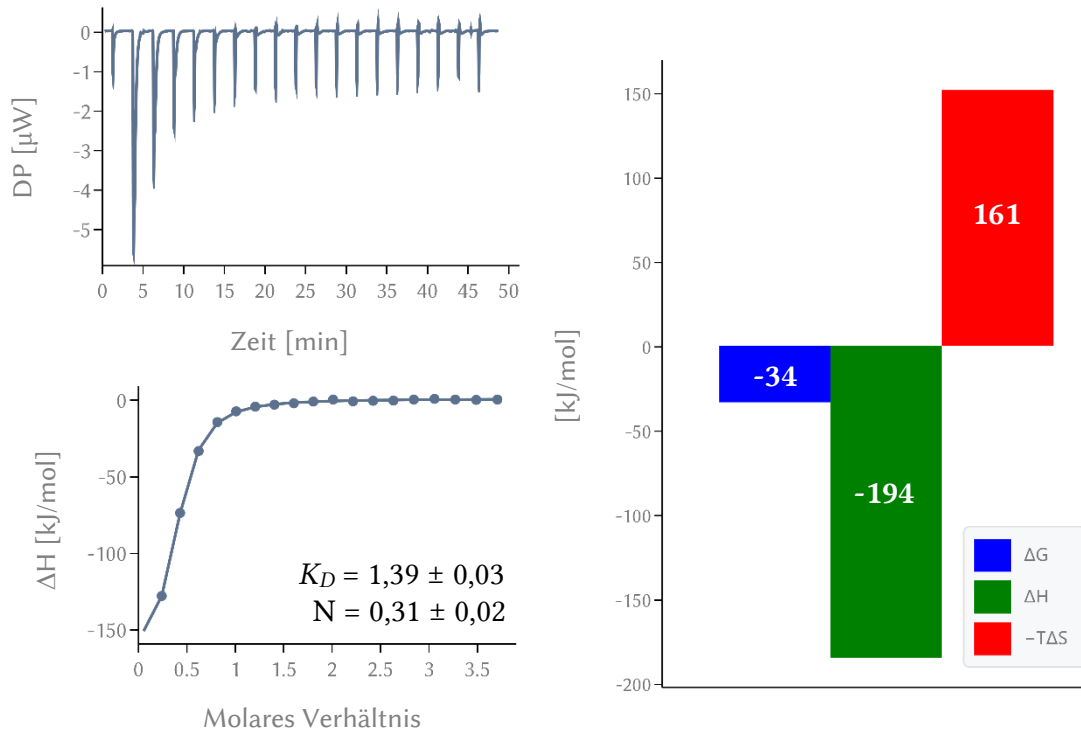 0
-1
-2
-3
-4
-5
DP [µW]
0 5 10 15 20 25 30 35 40 45 50
Zeit [min]
0
-50
-100
-150
ΔH [kJ/mol]
K_D = 1,39 ± 0,03
N = 0,31 ± 0,02
0 0.5 1 1.5 2 2.5 3 3.5
Molares Verhältnis
150
100
50
0
-50
-100
-150
-200
[kJ/mol]
161
-34
-194
ΔG
ΔH
−TΔS